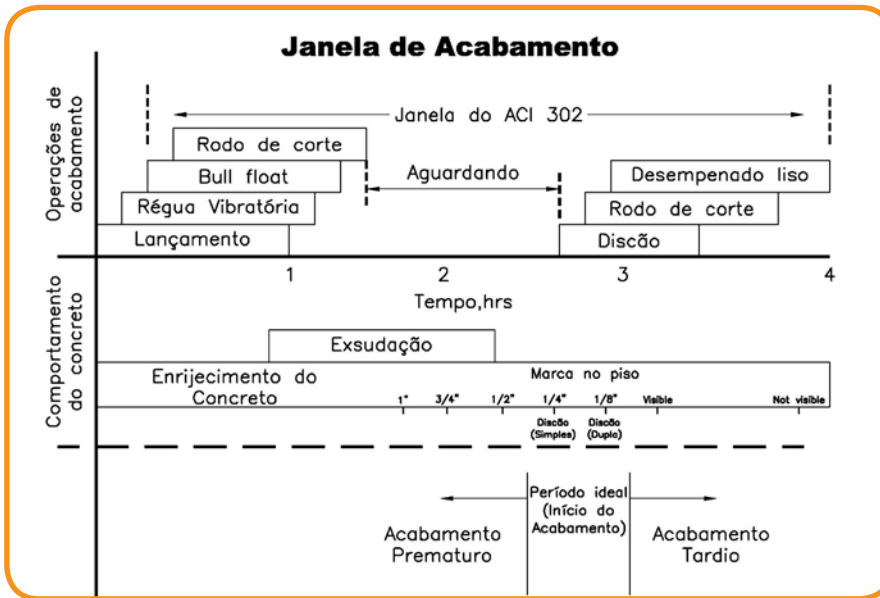 Janela de Acabamento
Operações de
acabamento
Janela do ACI 302
Rodo de corte
Bull float
Aguardando
Desempenado liso
Régua Vibratória
Rodo de corte
Lançamento
Discão
1
2
3
4
Tempo,hrs
Comportamento
do concreto
Exsudação
Enrijecimento do
Concreto
Marca no piso
1"
3/4"
1/2"
1/4"
1/8"
Visible
Not visible
Discão
(Simples)
Discão
(Duplo)
Período ideal
(Início do
Acabamento)
Acabamento
Prematuro
Acabamento
Tardio